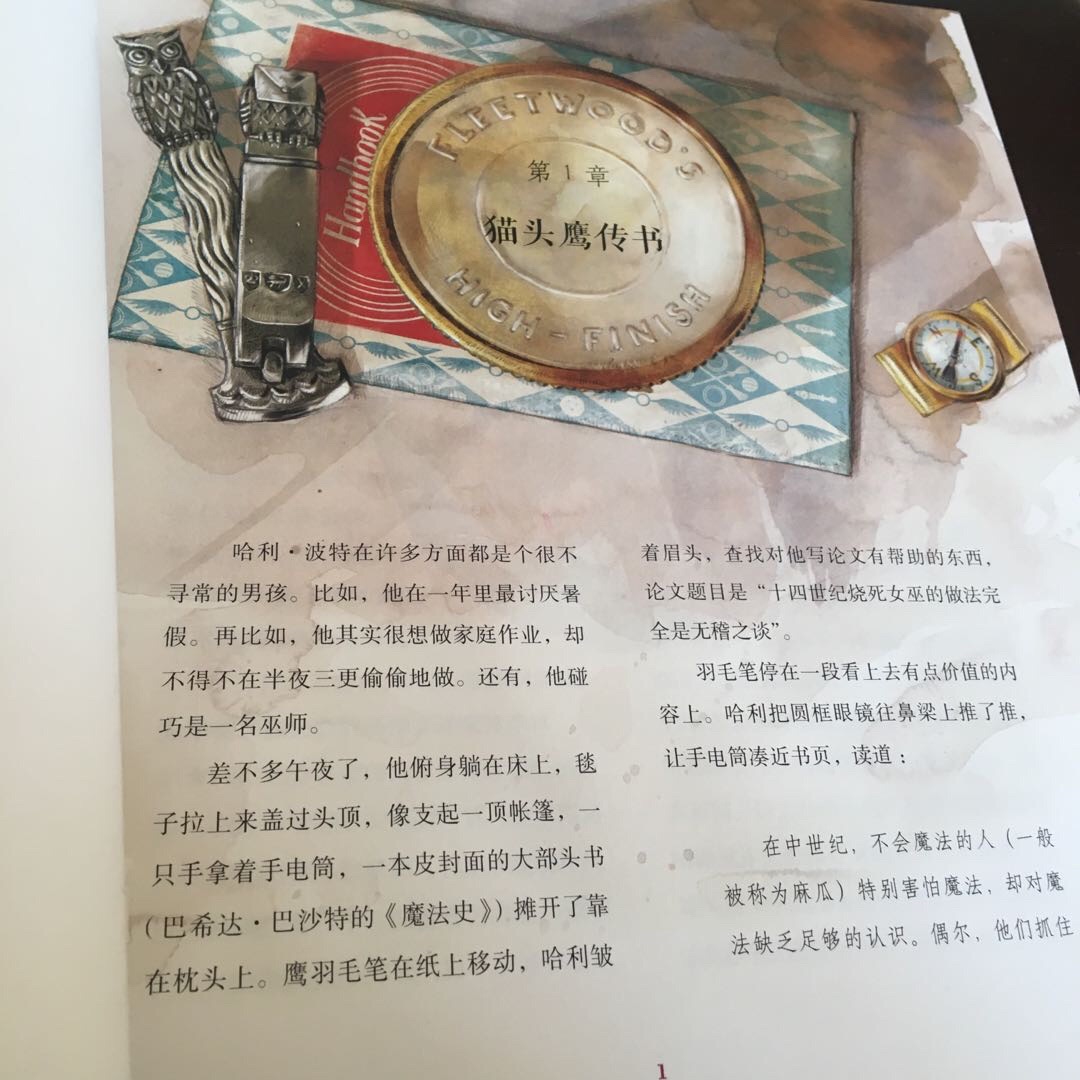 FLEETWOOD'S
HIGH-FINISH
Handbook
第1章
猫头鹰传书
E
W
哈利·波特在许多方面都是个很不
寻常的男孩。比如，他在一年里最讨厌暑
假。再比如，他其实很想做家庭作业，却
不得不在半夜三更偷偷地做。还有，他碰
巧是一名巫师。
差不多午夜了，他俯身躺在床上，毯
子拉上来盖过头顶，像支起一顶帐篷，一
只手拿着手电筒，一本皮封面的大部头书
（巴希达·巴沙特的《魔法史》）摊开了靠
在枕头上。鹰羽毛笔在纸上移动，哈利皱
着眉头，查找对他写论文有帮助的东西，
论文题目是“十四世纪烧死女巫的做法完
全是无稽之谈”。
羽毛笔停在一段看上去有点价值的内
容上。哈利把圆框眼镜往鼻梁上推了推，
让手电筒凑近书页，读道：
在中世纪，不会魔法的人（一般
被称为麻瓜）特别害怕魔法，却对魔
法缺乏足够的认识。偶尔，他们抓住
1